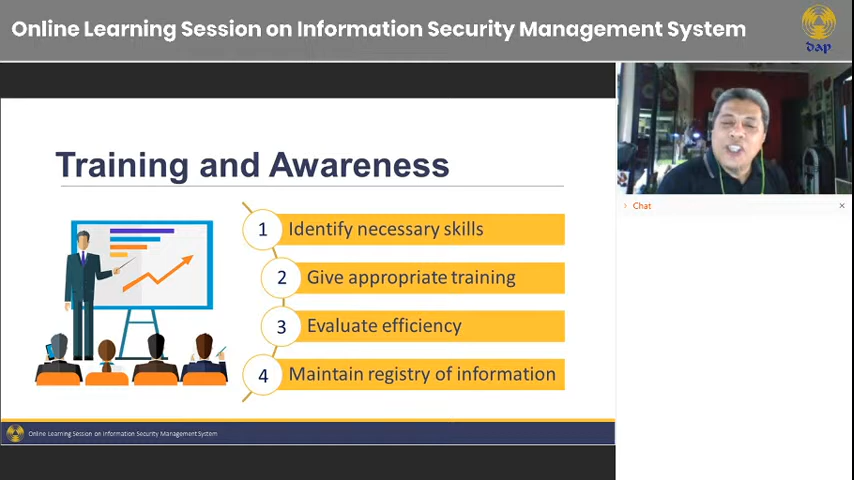 Online Learning Session on Information Security Management System
dap
Training and Awareness
1 Identify necessary skills
2 Give appropriate training
3 Evaluate efficiency
4 Maintain registry of information
Online Learning Session on Information Security Management System
Chat